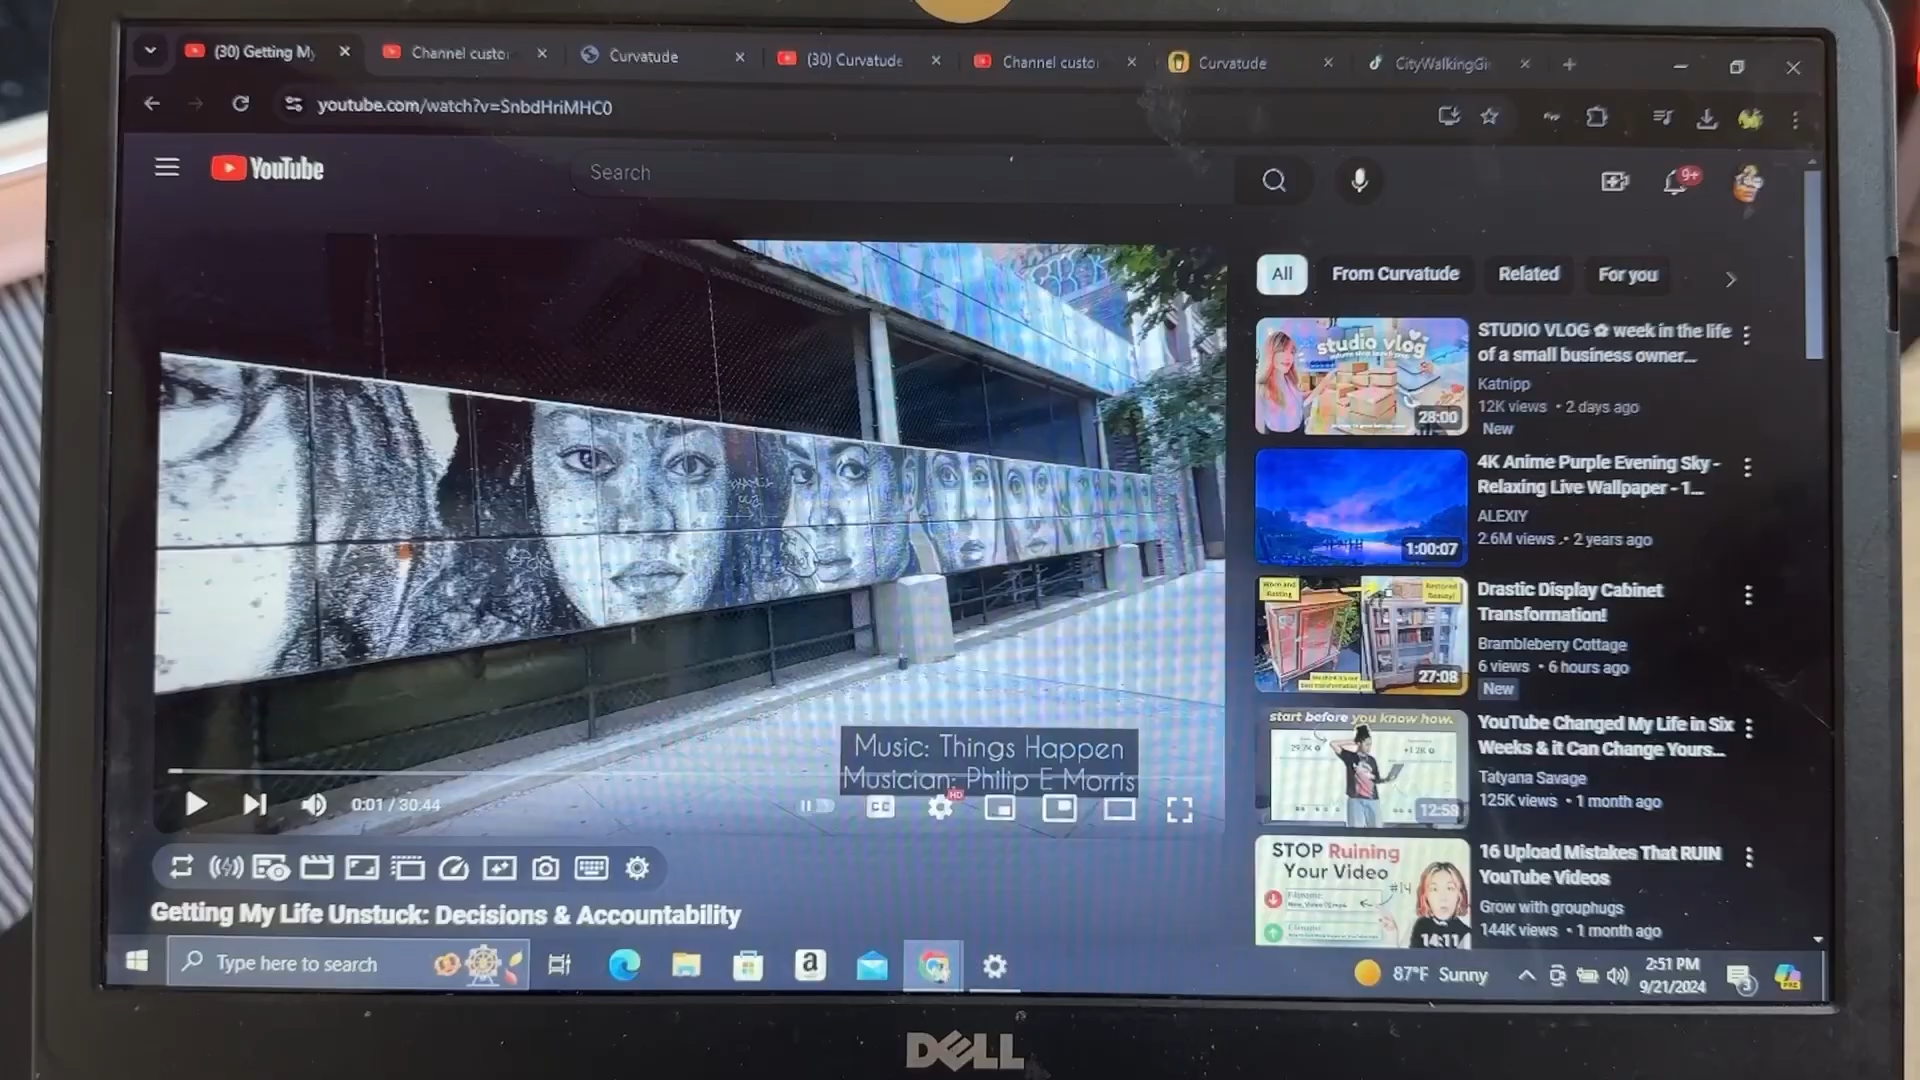 (30) Getting My
Channel custo
Curvatude
(30) Curvatude
Channel custo
Curvatude
CityWalkingGi
youtube.com/watch?v=SnbdHriMHC0
YouTube
Search
9+
All
From Curvatude
Related
For you
studio vlog
28:00
STUDIO VLOG ✿ week in the life
of a small business owner...
Katnipp
12K views • 2 days ago
New
1:00:07
4K Anime Purple Evening Sky -
Relaxing Live Wallpaper - 1...
ALEXIY
2.6M views • 2 years ago
27:08
Drastic Display Cabinet
Transformation!
Brambleberry Cottage
6 views • 6 hours ago
New
start before you know how.
12:58
YouTube Changed My Life in Six
Weeks & it Can Change Yours...
Tatyana Savage
125K views • 1 month ago
STOP Ruining
Your Video
#14
14:11
16 Upload Mistakes That RUIN
YouTube Videos
Grow with grouphugs
144K views • 1 month ago
Music: Things Happen
Musician: Philip E Morris
0:01 / 30:44
CC
HD
Getting My Life Unstuck: Decisions & Accountability
Type here to search
a
87°F Sunny
2:51 PM
9/21/2024
3
PRE
DELL